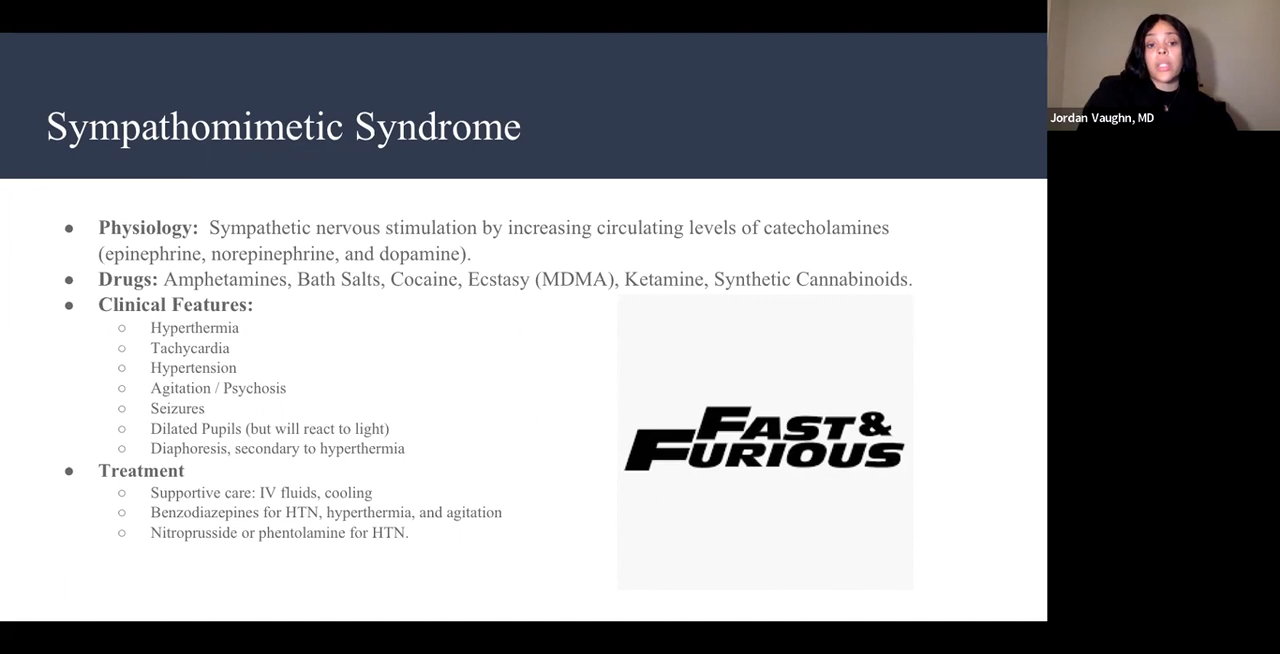 Sympathomimetic Syndrome
Jordan Vaughn, MD
● Physiology: Sympathetic nervous stimulation by increasing circulating levels of catecholamines
(epinephrine, norepinephrine, and dopamine).
● Drugs: Amphetamines, Bath Salts, Cocaine, Ecstasy (MDMA), Ketamine, Synthetic Cannabinoids.
● Clinical Features:
○ Hyperthermia
○ Tachycardia
○ Hypertension
○ Agitation / Psychosis
○ Seizures
○ Dilated Pupils (but will react to light)
○ Diaphoresis, secondary to hyperthermia
● Treatment
○ Supportive care: IV fluids, cooling
○ Benzodiazepines for HTN, hyperthermia, and agitation
○ Nitroprusside or phentolamine for HTN.
FAST &
FURIOUS